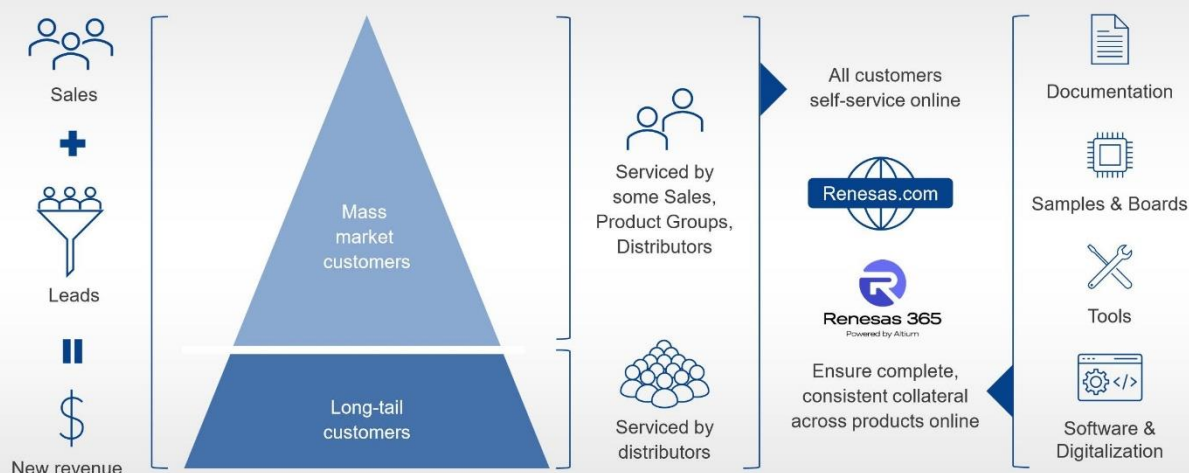 Sales
Leads
New revenue
Mass
market
customers
Long-tail
customers
Serviced by
some Sales,
Product Groups,
Distributors
Serviced by
distributors
All customers
self-service online
Renesas.com
Renesas 365
Powered by Altium
Ensure complete,
consistent collateral
across products online
Documentation
Samples & Boards
Tools
</>
Software &
Digitalization